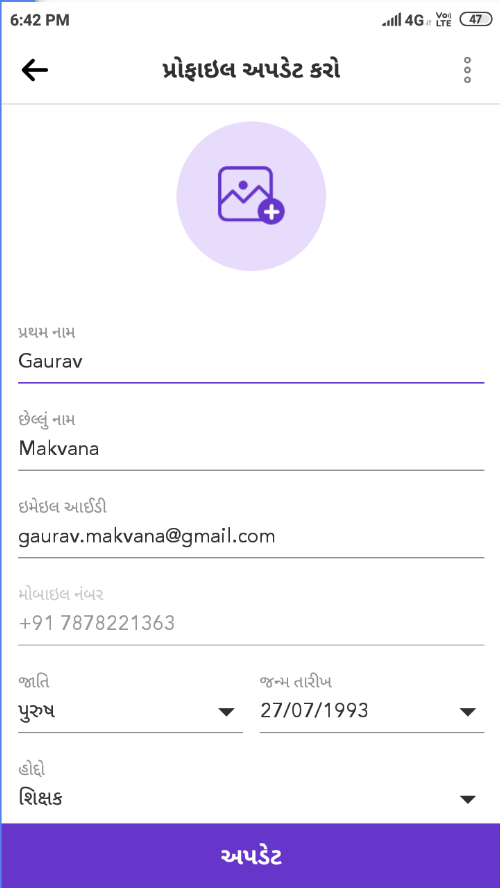 6:42 PM 4G Vo) LTE 47
પ્રોફાઇલ અપડેટ કરો
પ્રથમ નામ
Gaurav
છેલ્લું નામ
Makvana
ઇમેઇલ આઈડી
gaurav.makvana@gmail.com
મોબાઇલ નંબર
+91 7878221363
જાતિ જન્મ તારીખ
પુરુષ 27/07/1993
હોદ્દો
શિક્ષક
અપડેટ